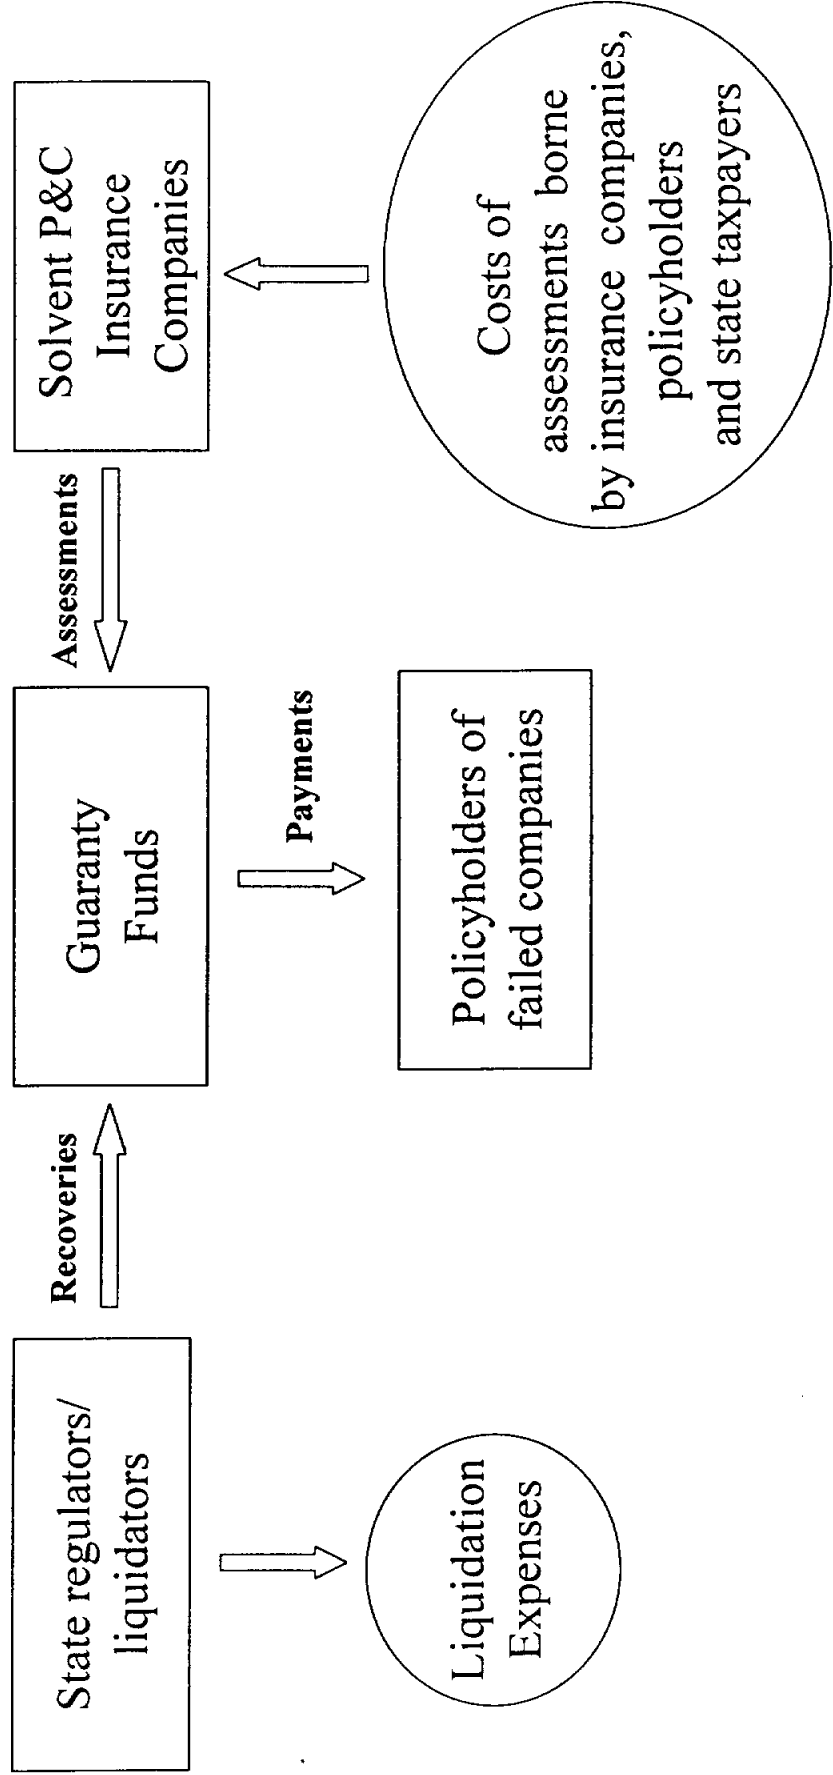 State regulators/
liquidators
Recoveries
Guaranty
Funds
Assessments
Solvent P&C
Insurance
Companies
Liquidation
Expenses
Payments
Policyholders of
failed companies
Costs of
assessments borne
by insurance companies,
policyholders
and state taxpayers